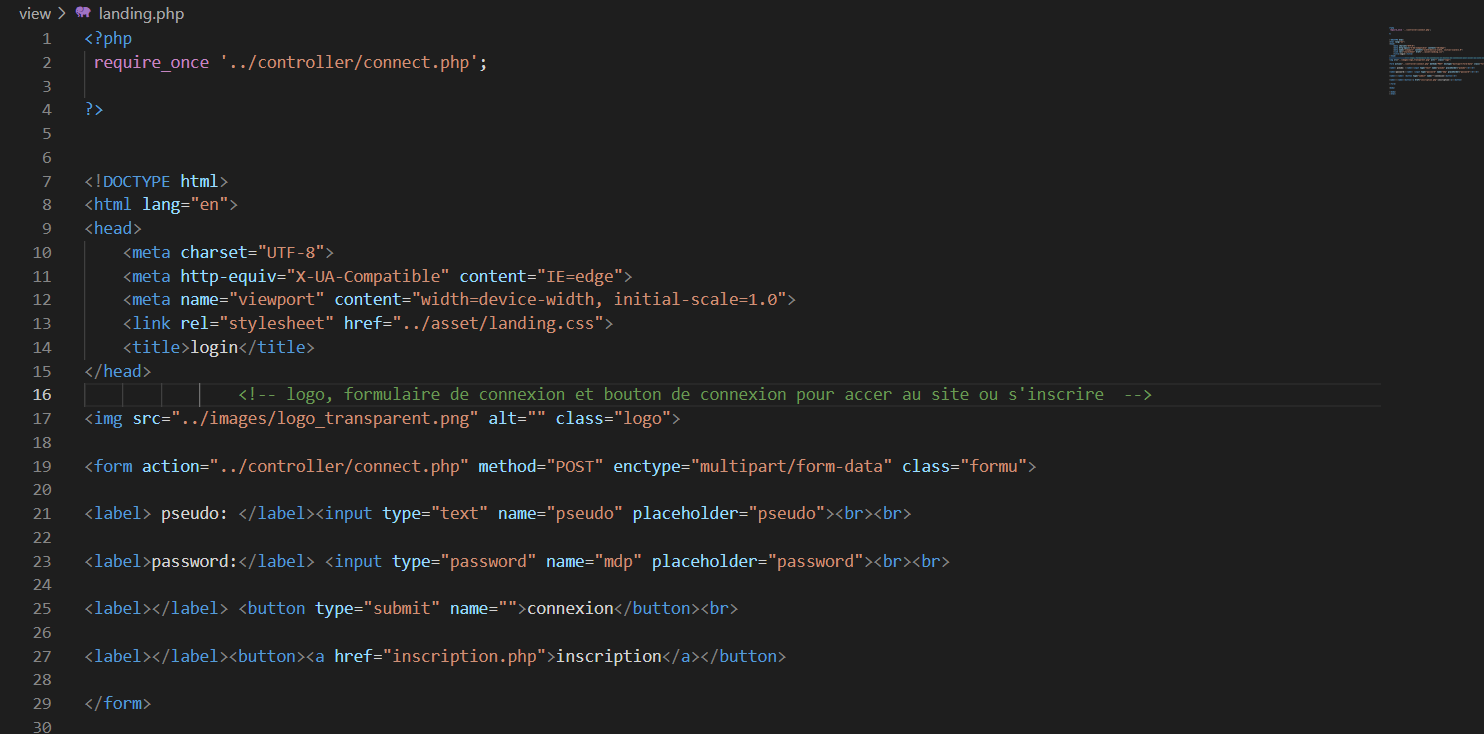 view > landing.php
1 <?php
2 require_once '../controller/connect.php';
3
4 ?>
5
6
7 <!DOCTYPE html>
8 <html lang="en">
9 <head>
10 <meta charset="UTF-8">
11 <meta http-equiv="X-UA-Compatible" content="IE=edge">
12 <meta name="viewport" content="width=device-width, initial-scale=1.0">
13 <link rel="stylesheet" href="../asset/landing.css">
14 <title>login</title>
15 </head>
16 <!-- logo, formulaire de connexion et bouton de connexion pour accer au site ou s'inscrire -->
17 <img src="../images/logo_transparent.png" alt="" class="logo">
18
19 <form action="../controller/connect.php" method="POST" enctype="multipart/form-data" class="formu">
20
21 <label> pseudo: </label><input type="text" name="pseudo" placeholder="pseudo"><br><br>
22
23 <label>password:</label> <input type="password" name="mdp" placeholder="password"><br><br>
24
25 <label></label> <button type="submit" name="">connexion</button><br>
26
27 <label></label><button><a href="inscription.php">inscription</a></button>
28
29 </form>
30